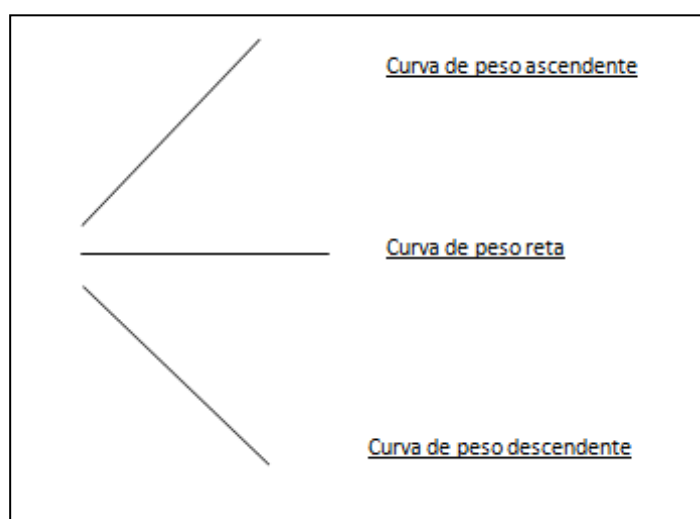 Curva de peso ascendente
Curva de peso reta
Curva de peso descendente